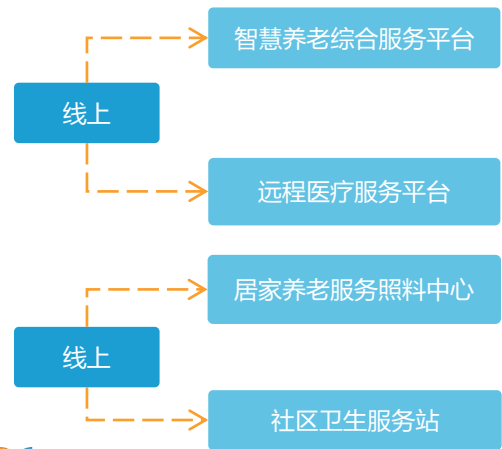 智慧养老综合服务平台
线上
远程医疗服务平台
居家养老服务照料中心
线上
社区卫生服务站